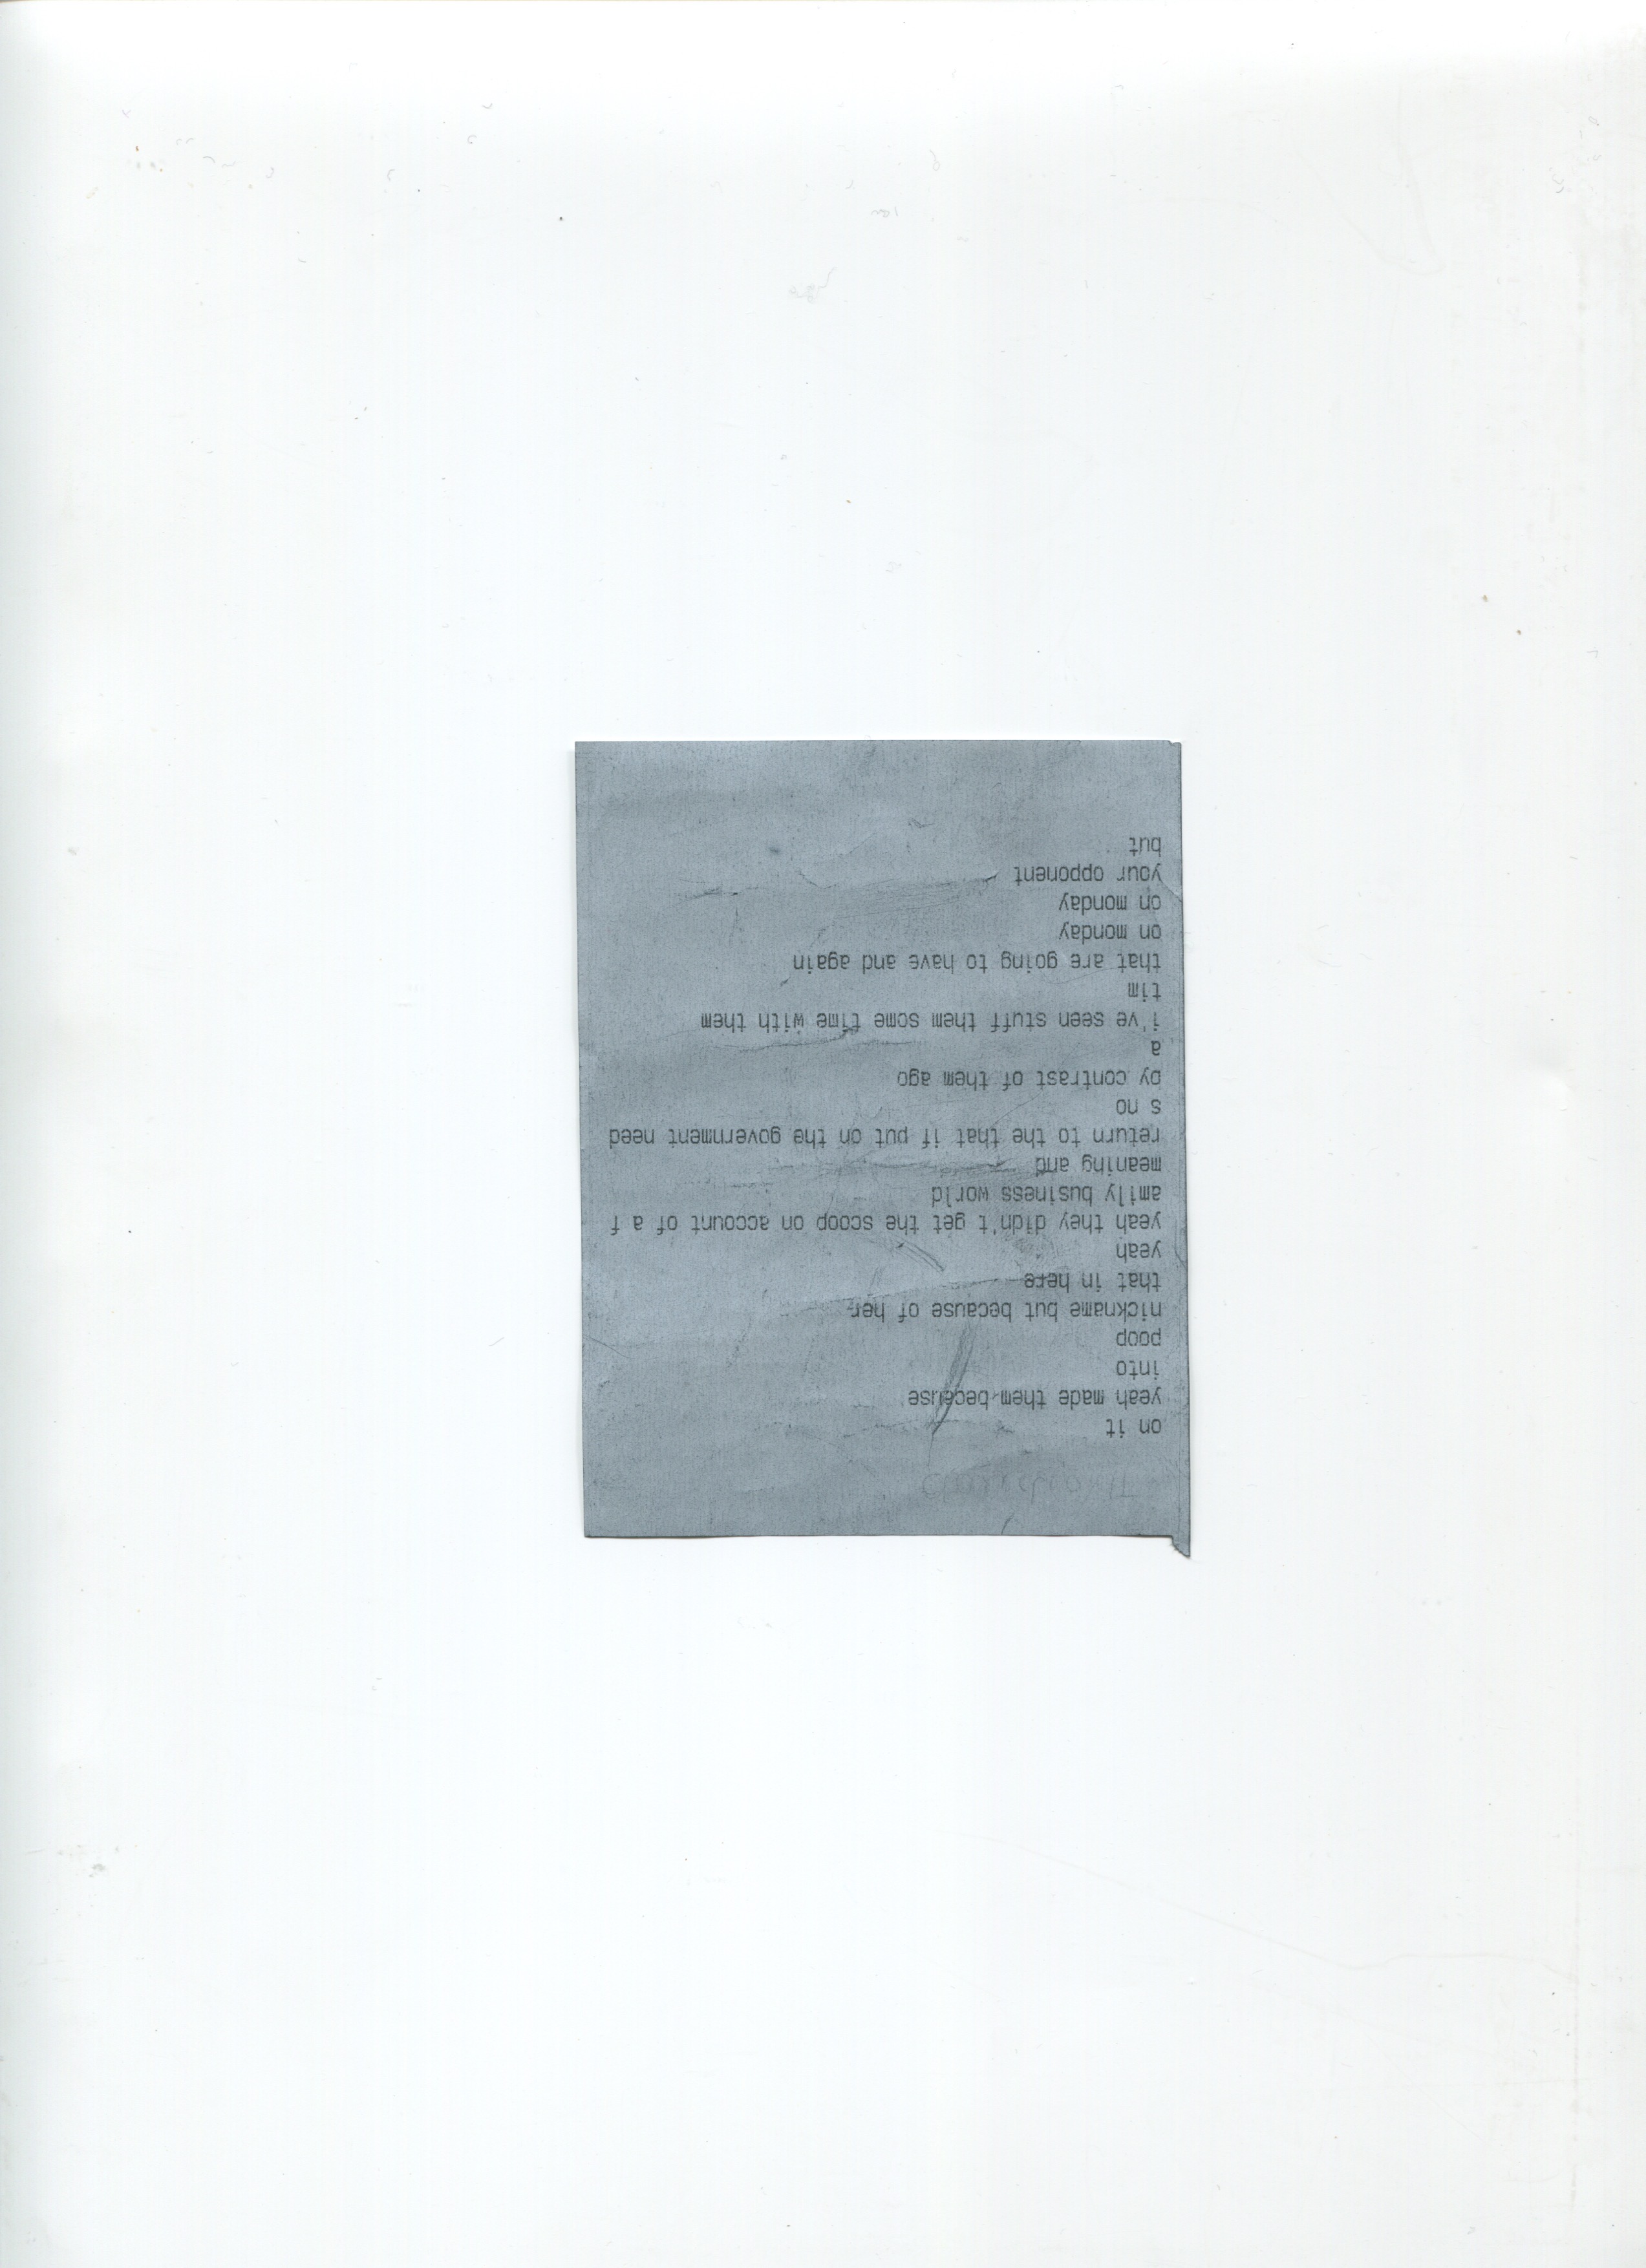 on it
yeah made them because
into
poop
nickname but because of her
that in here
yeah
yeah they didn't get the scoop on account of a f
amily business world
meaning and
return to the that if put on the government need
s no
by contrast of them ago
a
i've seen stuff them some time with them
tim
that are going to have and again
on monday
on monday
your opponent
but